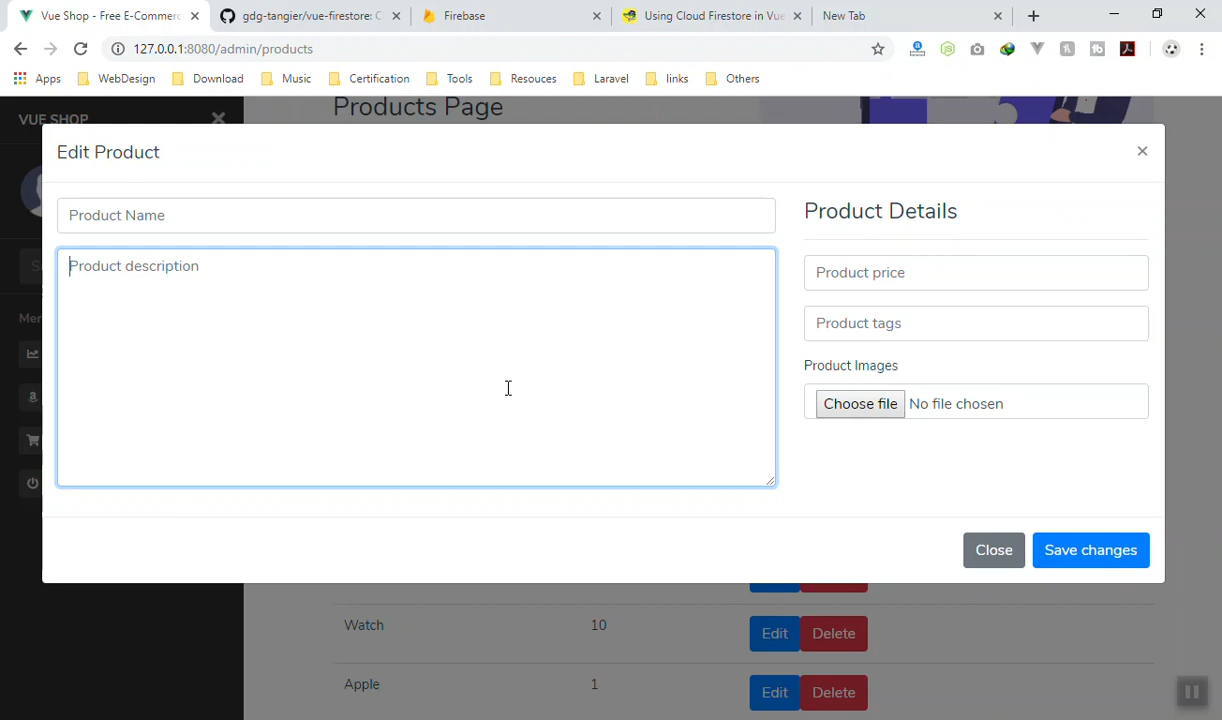 Vue Shop - Free E-Commerc
gdg-tangier/vue-firestore: C
Firebase
Using Cloud Firestore in Vue
New Tab
127.0.0.1:8080/admin/products
Apps
WebDesign
Download
Music
Certification
Tools
Resouces
Laravel
links
Others
VUE SHOP
Products Page
Edit Product
Product Name
Product description
Product Details
Product price
Product tags
Product Images
Choose file No file chosen
Close
Save changes
Watch 10 Edit Delete
Apple 1 Edit Delete